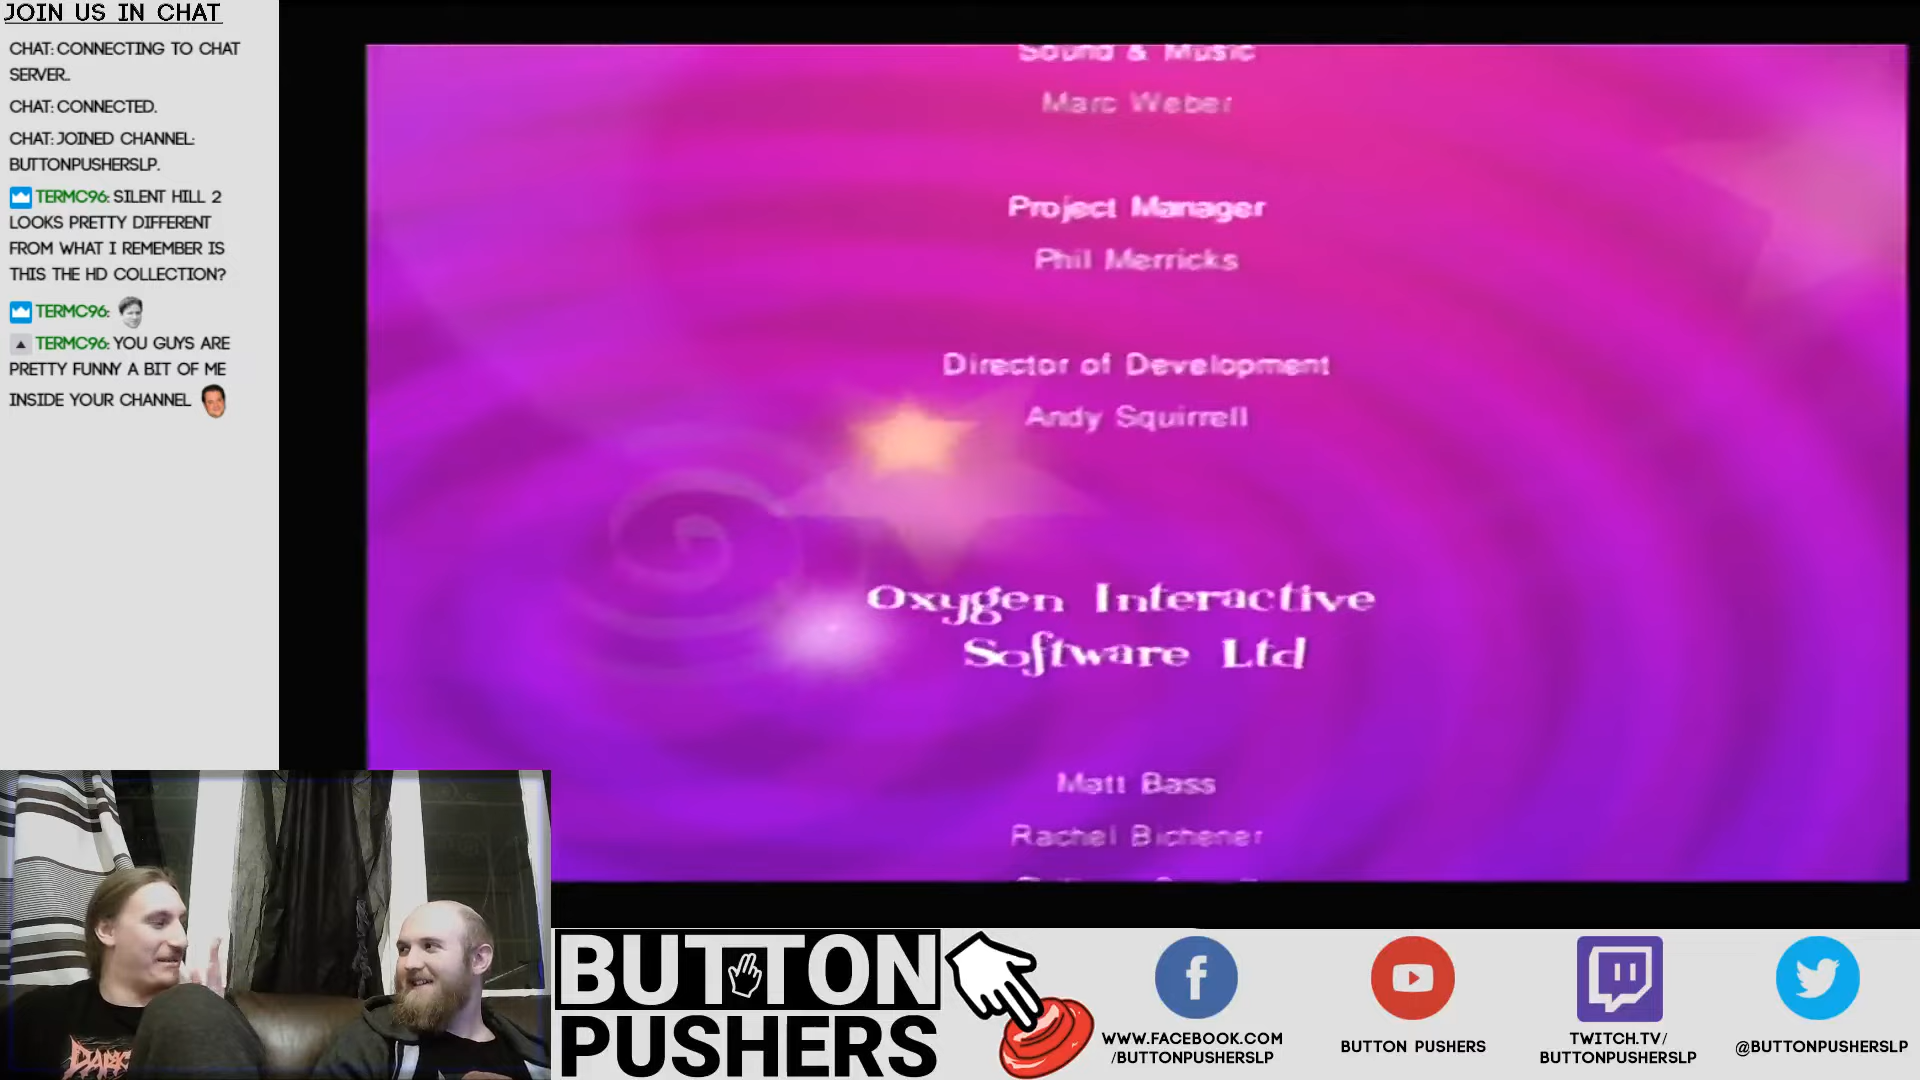 JOIN US IN CHAT
CHAT: CONNECTING TO CHAT
SERVER..
CHAT: CONNECTED.
CHAT: JOINED CHANNEL:
BUTTONPUSHERSLP.
TERMC96: SILENT HILL 2
LOOKS PRETTY DIFFERENT
FROM WHAT I REMEMBER IS
THIS THE HD COLLECTION?
TERMC96:
TERMC96: YOU GUYS ARE
PRETTY FUNNY A BIT OF ME
INSIDE YOUR CHANNEL
Sound & Music
Marc Weber
Project Manager
Phil Merricks
Director of Development
Andy Squirrell
Oxygen Interactive
Software Ltd
Matt Bass
Rachel Bichener
BUTTON
PUSHERS
WWW.FACEBOOK.COM
/BUTTONPUSHERSLP
BUTTON PUSHERS
TWITCH.TV/
BUTTONPUSHERSLP
@BUTTONPUSHERSLP